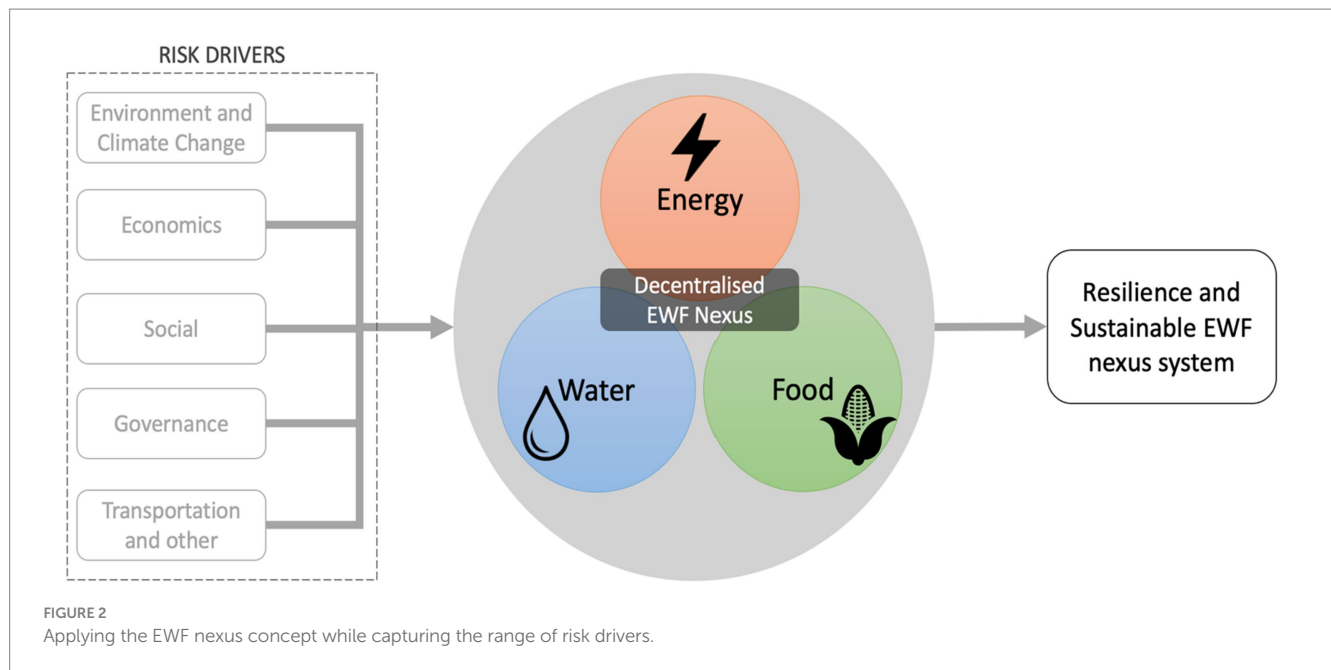 RISK DRIVERS
Environment and
Climate Change
Economics
Social
Governance
Transportation
and other
Energy
Decentralised
EWF Nexus
Water
Food
Resilience and
Sustainable EWF
nexus system
FIGURE 2
Applying the EWF nexus concept while capturing the range of risk drivers.